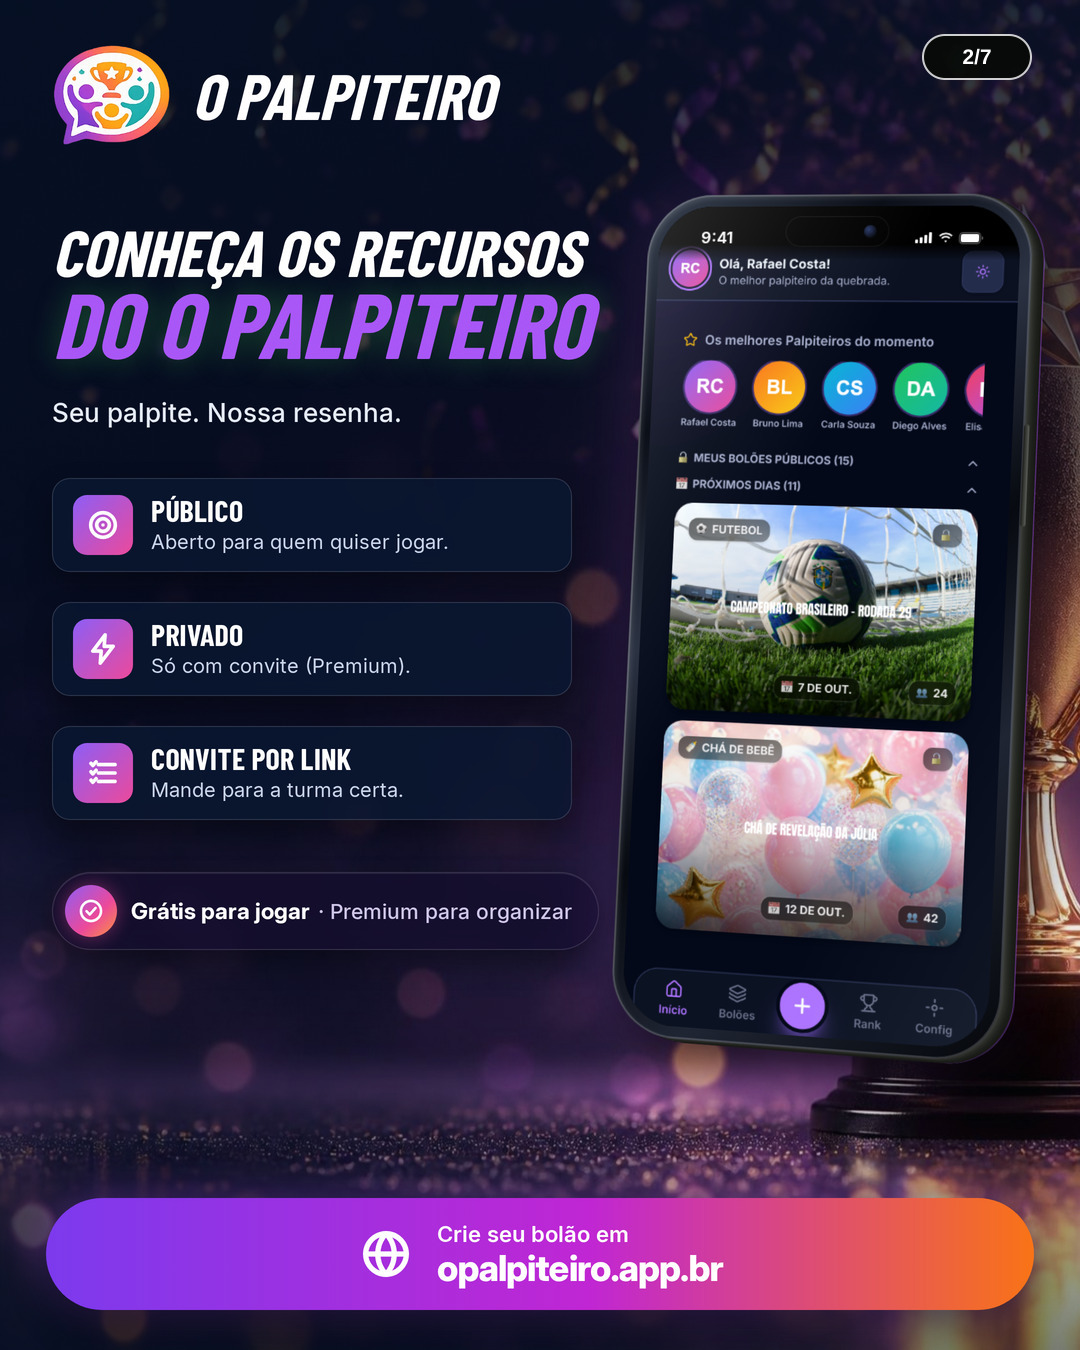 O PALPITEIRO
2/7
CONHEÇA OS RECURSOS
DO O PALPITEIRO
Seu palpite. Nossa resenha.
PÚBLICO
Aberto para quem quiser jogar.
PRIVADO
Só com convite (Premium).
CONVITE POR LINK
Mande para a turma certa.
Grátis para jogar · Premium para organizar
9:41
RC
Olá, Rafael Costa!
O melhor palpiteiro da quebrada.
Os melhores Palpiteiros do momento
RC BL CS DA
Rafael Costa Bruno Lima Carla Souza Diego Alves Elis
MEUS BOLÕES PÚBLICOS (15)
PRÓXIMOS DIAS (11)
FUTEBOL
CAMPEONATO BRASILEIRO - RODADA 29
7 DE OUT. 24
CHÁ DE BEBÊ
CHÁ DE REVELAÇÃO DA JÚLIA
12 DE OUT. 42
Início Bolões Rank Config
Crie seu bolão em
opalpiteiro.app.br